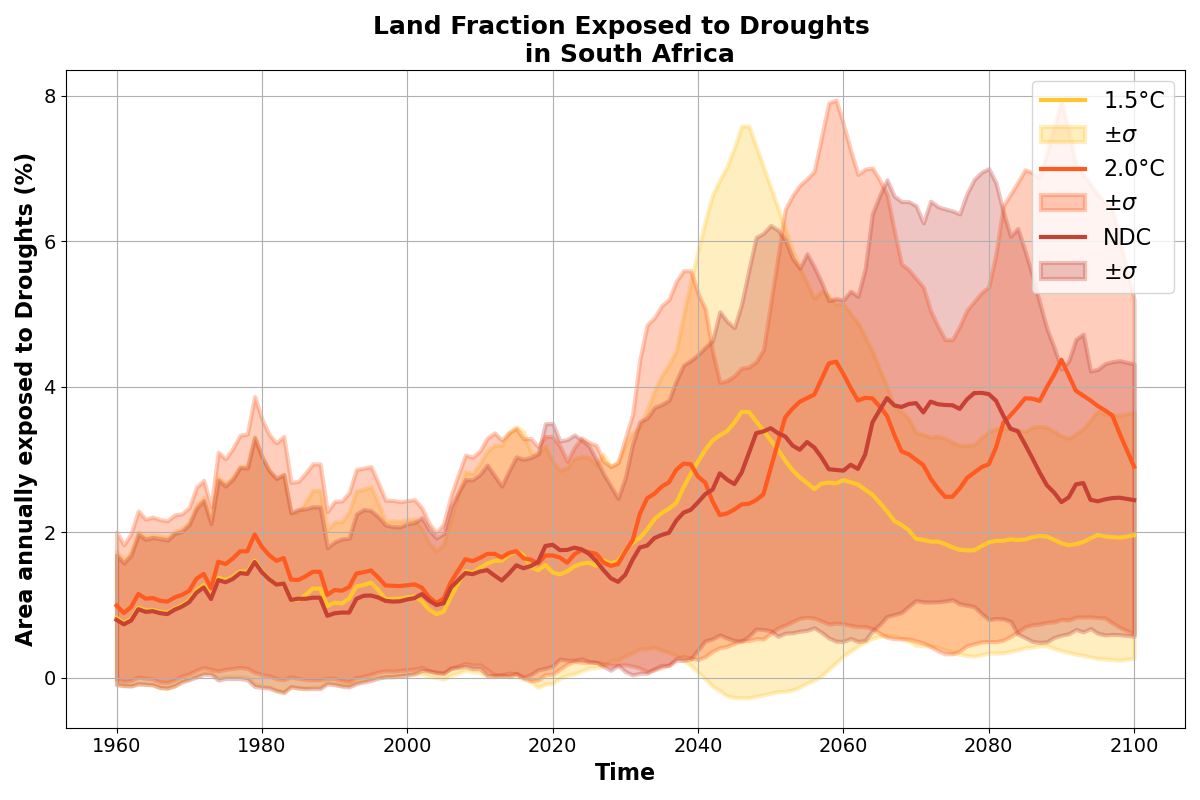 Land Fraction Exposed to Droughts
in South Africa
Area annually exposed to Droughts (%)
8
6
4
2
0
1.5°C
±σ
2.0°C
±σ
NDC
±σ
1960 1980 2000 2020 2040 2060 2080 2100
Time